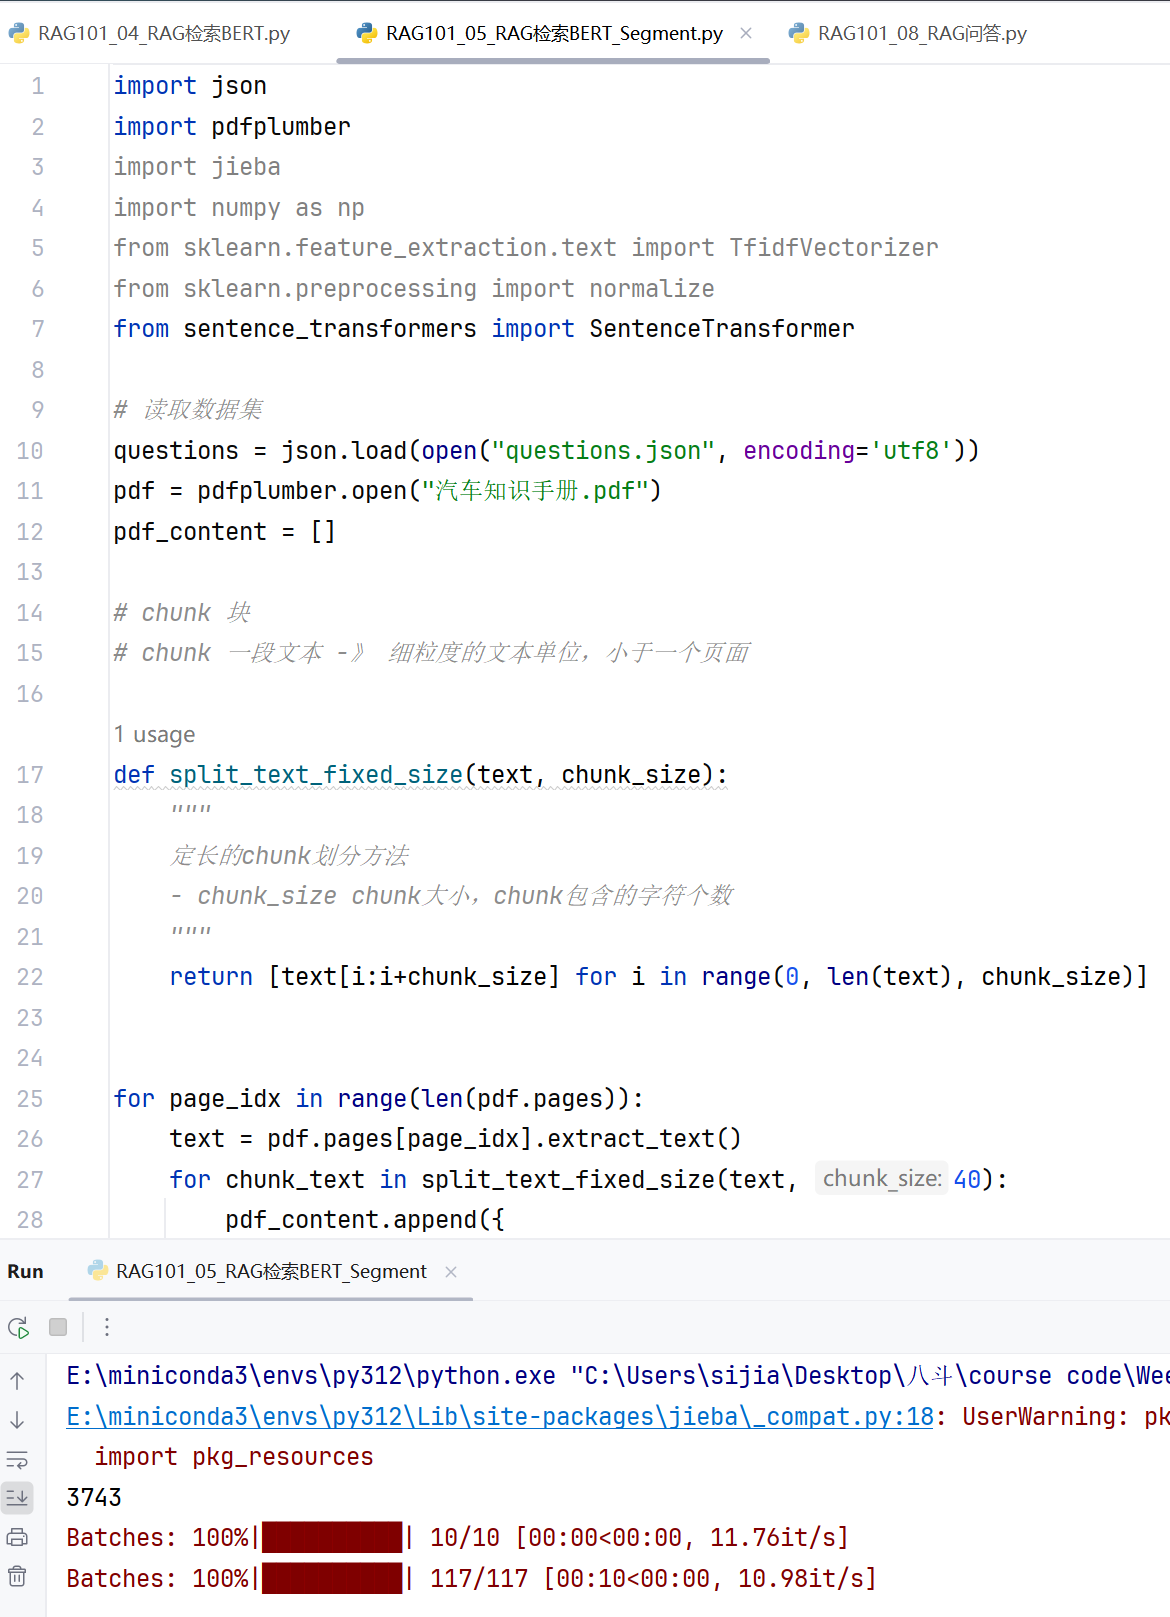 RAG101_04_RAG检索BERT.py RAG101_05_RAG检索BERT_Segment.py RAG101_08_RAG问答.py
1 import json
2 import pdfplumber
3 import jieba
4 import numpy as np
5 from sklearn.feature_extraction.text import TfidfVectorizer
6 from sklearn.preprocessing import normalize
7 from sentence_transformers import SentenceTransformer
8
9 # 读取数据集
10 questions = json.load(open("questions.json", encoding='utf8'))
11 pdf = pdfplumber.open("汽车知识手册.pdf")
12 pdf_content = []
13
14 # chunk 块
15 # chunk 一段文本 -》 细粒度的文本单位，小于一个页面
16
1 usage
17 def split_text_fixed_size(text, chunk_size):
18 """
19 定长的chunk划分方法
20 - chunk_size chunk大小，chunk包含的字符个数
21 """
22 return [text[i:i+chunk_size] for i in range(0, len(text), chunk_size)]
23
24
25 for page_idx in range(len(pdf.pages)):
26 text = pdf.pages[page_idx].extract_text()
27 for chunk_text in split_text_fixed_size(text, chunk_size: 40):
28 pdf_content.append({
Run RAG101_05_RAG检索BERT_Segment
E:\miniconda3\envs\py312\python.exe "C:\Users\sijia\Desktop\八斗\course code\Wee
E:\miniconda3\envs\py312\Lib\site-packages\jieba\_compat.py:18: UserWarning: pk
import pkg_resources
3743
Batches: 100%|██████████| 10/10 [00:00<00:00, 11.76it/s]
Batches: 100%|██████████| 117/117 [00:10<00:00, 10.98it/s]